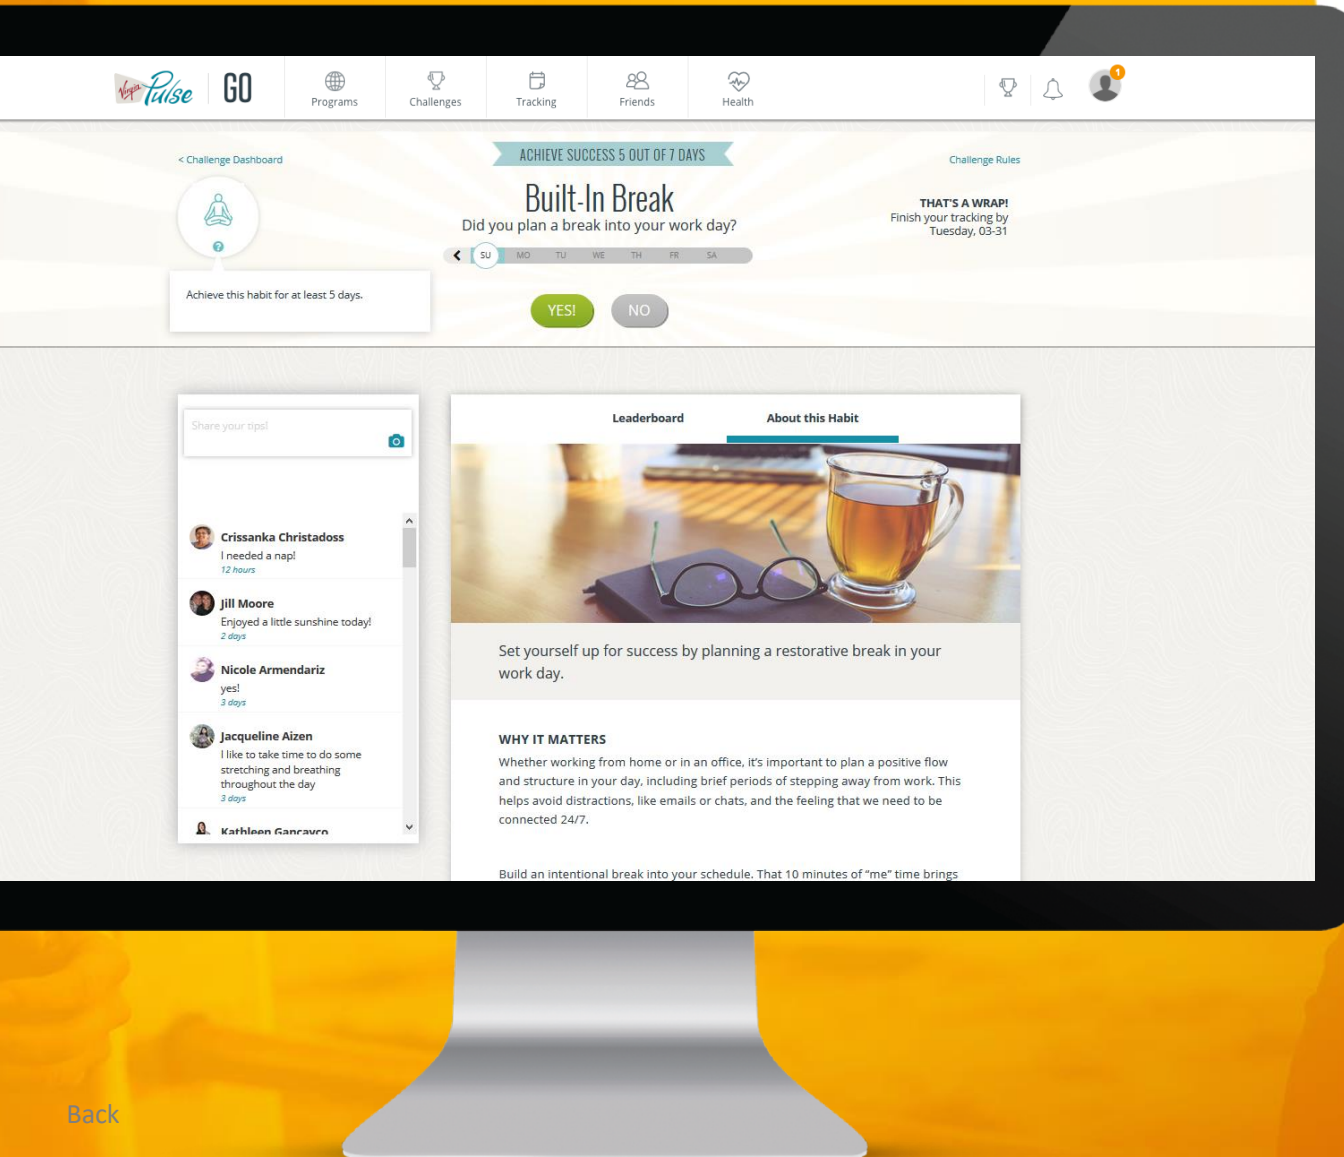 Virgin Pulse GO
Programs
Challenges
Tracking
Friends
Health
1
< Challenge Dashboard
ACHIEVE SUCCESS 5 OUT OF 7 DAYS
Challenge Rules
Built-In Break
Did you plan a break into your work day?
THAT'S A WRAP!
Finish your tracking by
Tuesday, 03-31
?
SU MO TU WE TH FR SA
Achieve this habit for at least 5 days.
YES!
NO
Share your tips!
Crissanka Christadoss
I needed a nap!
12 hours
Jill Moore
Enjoyed a little sunshine today!
2 days
Nicole Armendariz
yes!
3 days
Jacqueline Aizen
I like to take time to do some
stretching and breathing
throughout the day
3 days
Kathleen Gancayco
Leaderboard
About this Habit
Set yourself up for success by planning a restorative break in your
work day.
WHY IT MATTERS
Whether working from home or in an office, it's important to plan a positive flow
and structure in your day, including brief periods of stepping away from work. This
helps avoid distractions, like emails or chats, and the feeling that we need to be
connected 24/7.
Build an intentional break into your schedule. That 10 minutes of “me” time brings
Back